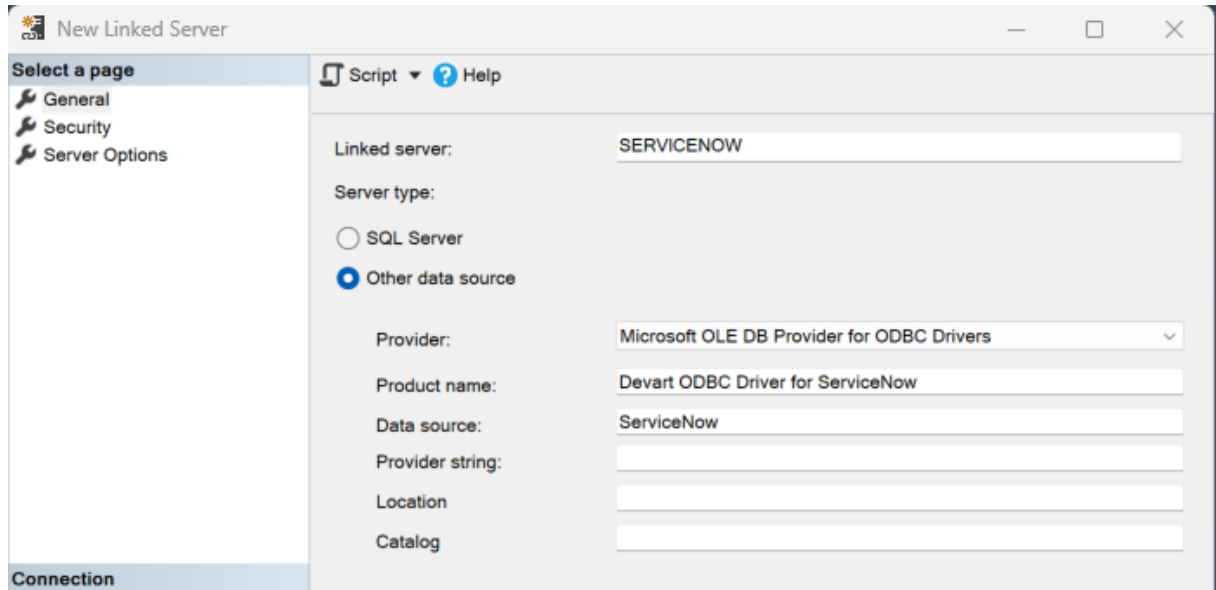 New Linked Server
Select a page
General
Security
Server Options
Connection
Script Help
Linked server: SERVICENOW
Server type:
SQL Server
Other data source
Provider: Microsoft OLE DB Provider for ODBC Drivers
Product name: Devart ODBC Driver for ServiceNow
Data source: ServiceNow
Provider string:
Location
Catalog